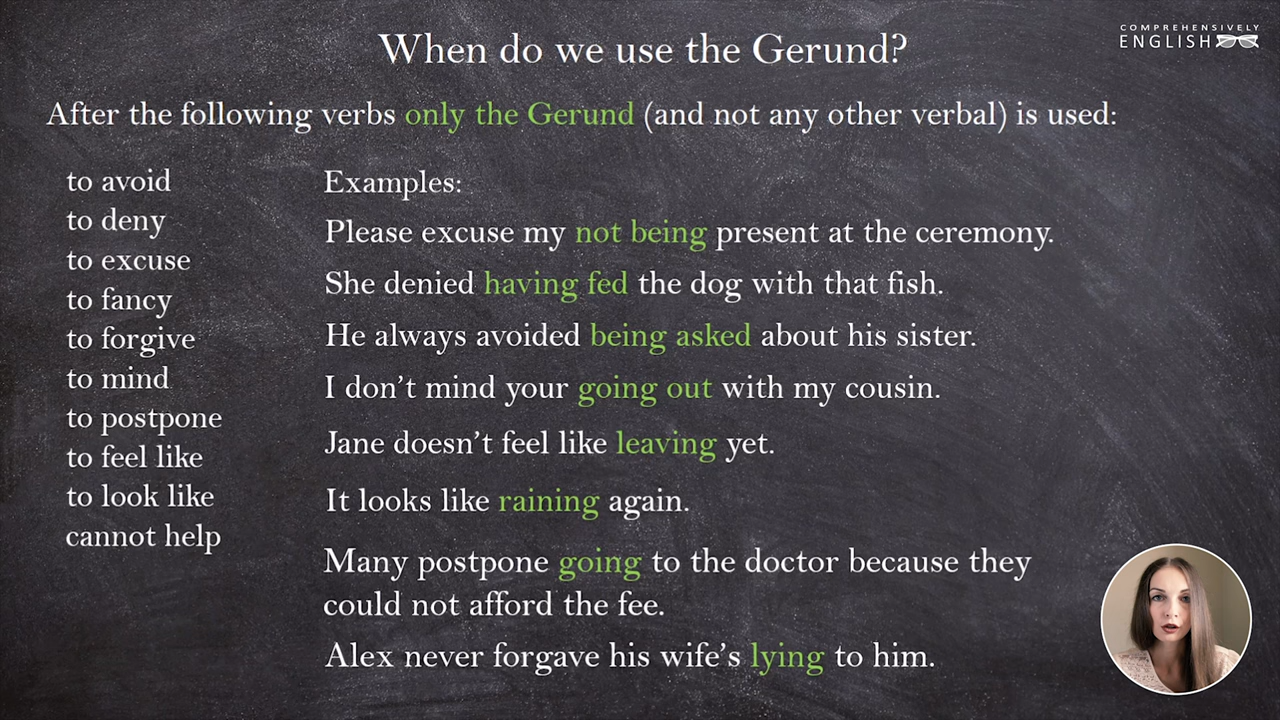 COMPREHENSIVELY
ENGLISH
When do we use the Gerund?
After the following verbs only the Gerund (and not any other verbal) is used:
to avoid
to deny
to excuse
to fancy
to forgive
to mind
to postpone
to feel like
to look like
cannot help
Examples:
Please excuse my not being present at the ceremony.
She denied having fed the dog with that fish.
He always avoided being asked about his sister.
I don't mind your going out with my cousin.
Jane doesn't feel like leaving yet.
It looks like raining again.
Many postpone going to the doctor because they
could not afford the fee.
Alex never forgave his wife's lying to him.